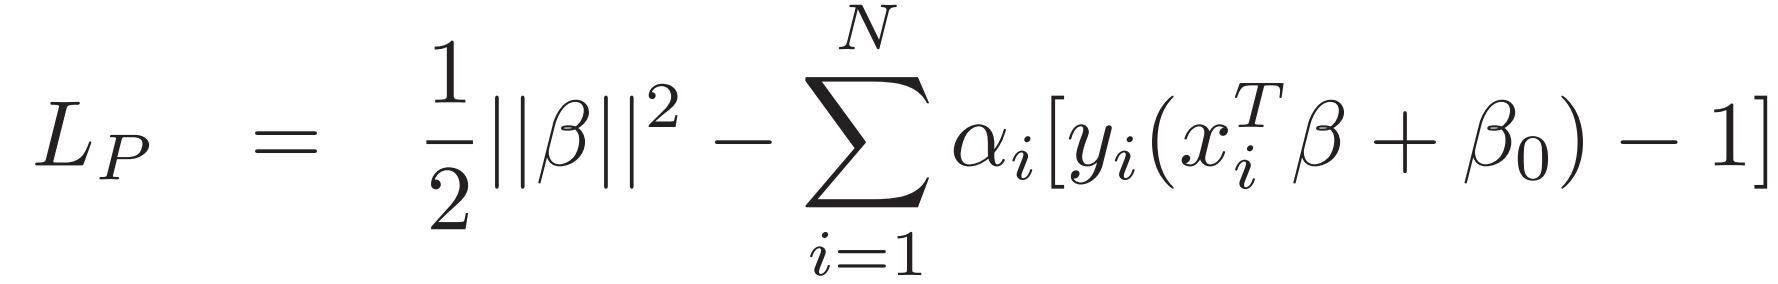 L_P = \frac{1}{2}||\beta||^2 - \sum_{i=1}^{N} \alpha_i[y_i(x_i^T\beta + \beta_0) - 1]